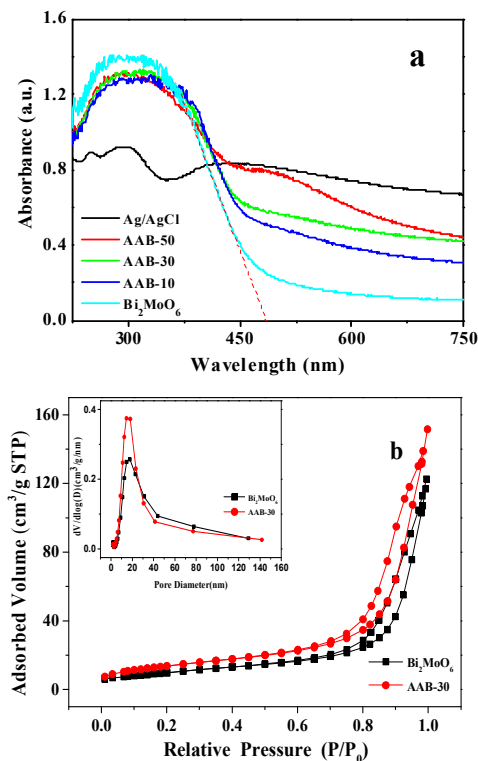 a
1.6
1.2
0.8
0.4
0.0
Absorbance (a.u.)
Ag/AgCl
AAB-50
AAB-30
AAB-10
Bi₂MoO₆
300
450
600
750
Wavelength (nm)
b
160
120
80
40
0
Adsorbed Volume (cm³/g STP)
0.4
0.2
0.0
dV/dlog(D)(cm³/g/nm)
Bi₂MoO₆
AAB-30
0 20 40 60 80 100 120 140 160
Pore Diameter(nm)
Bi₂MoO₆
AAB-30
0.0 0.2 0.4 0.6 0.8 1.0
Relative Pressure (P/P₀)